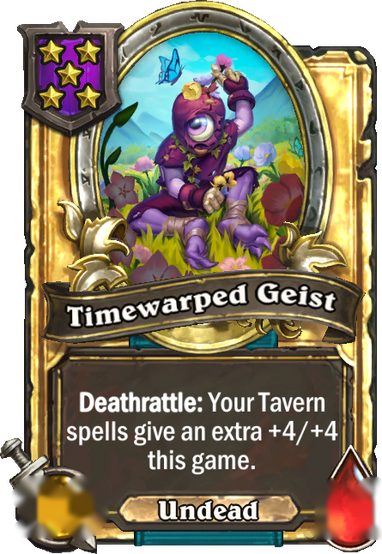 Timewarped Geist
Deathrattle: Your Tavern
spells give an extra +4/+4
this game.
Undead